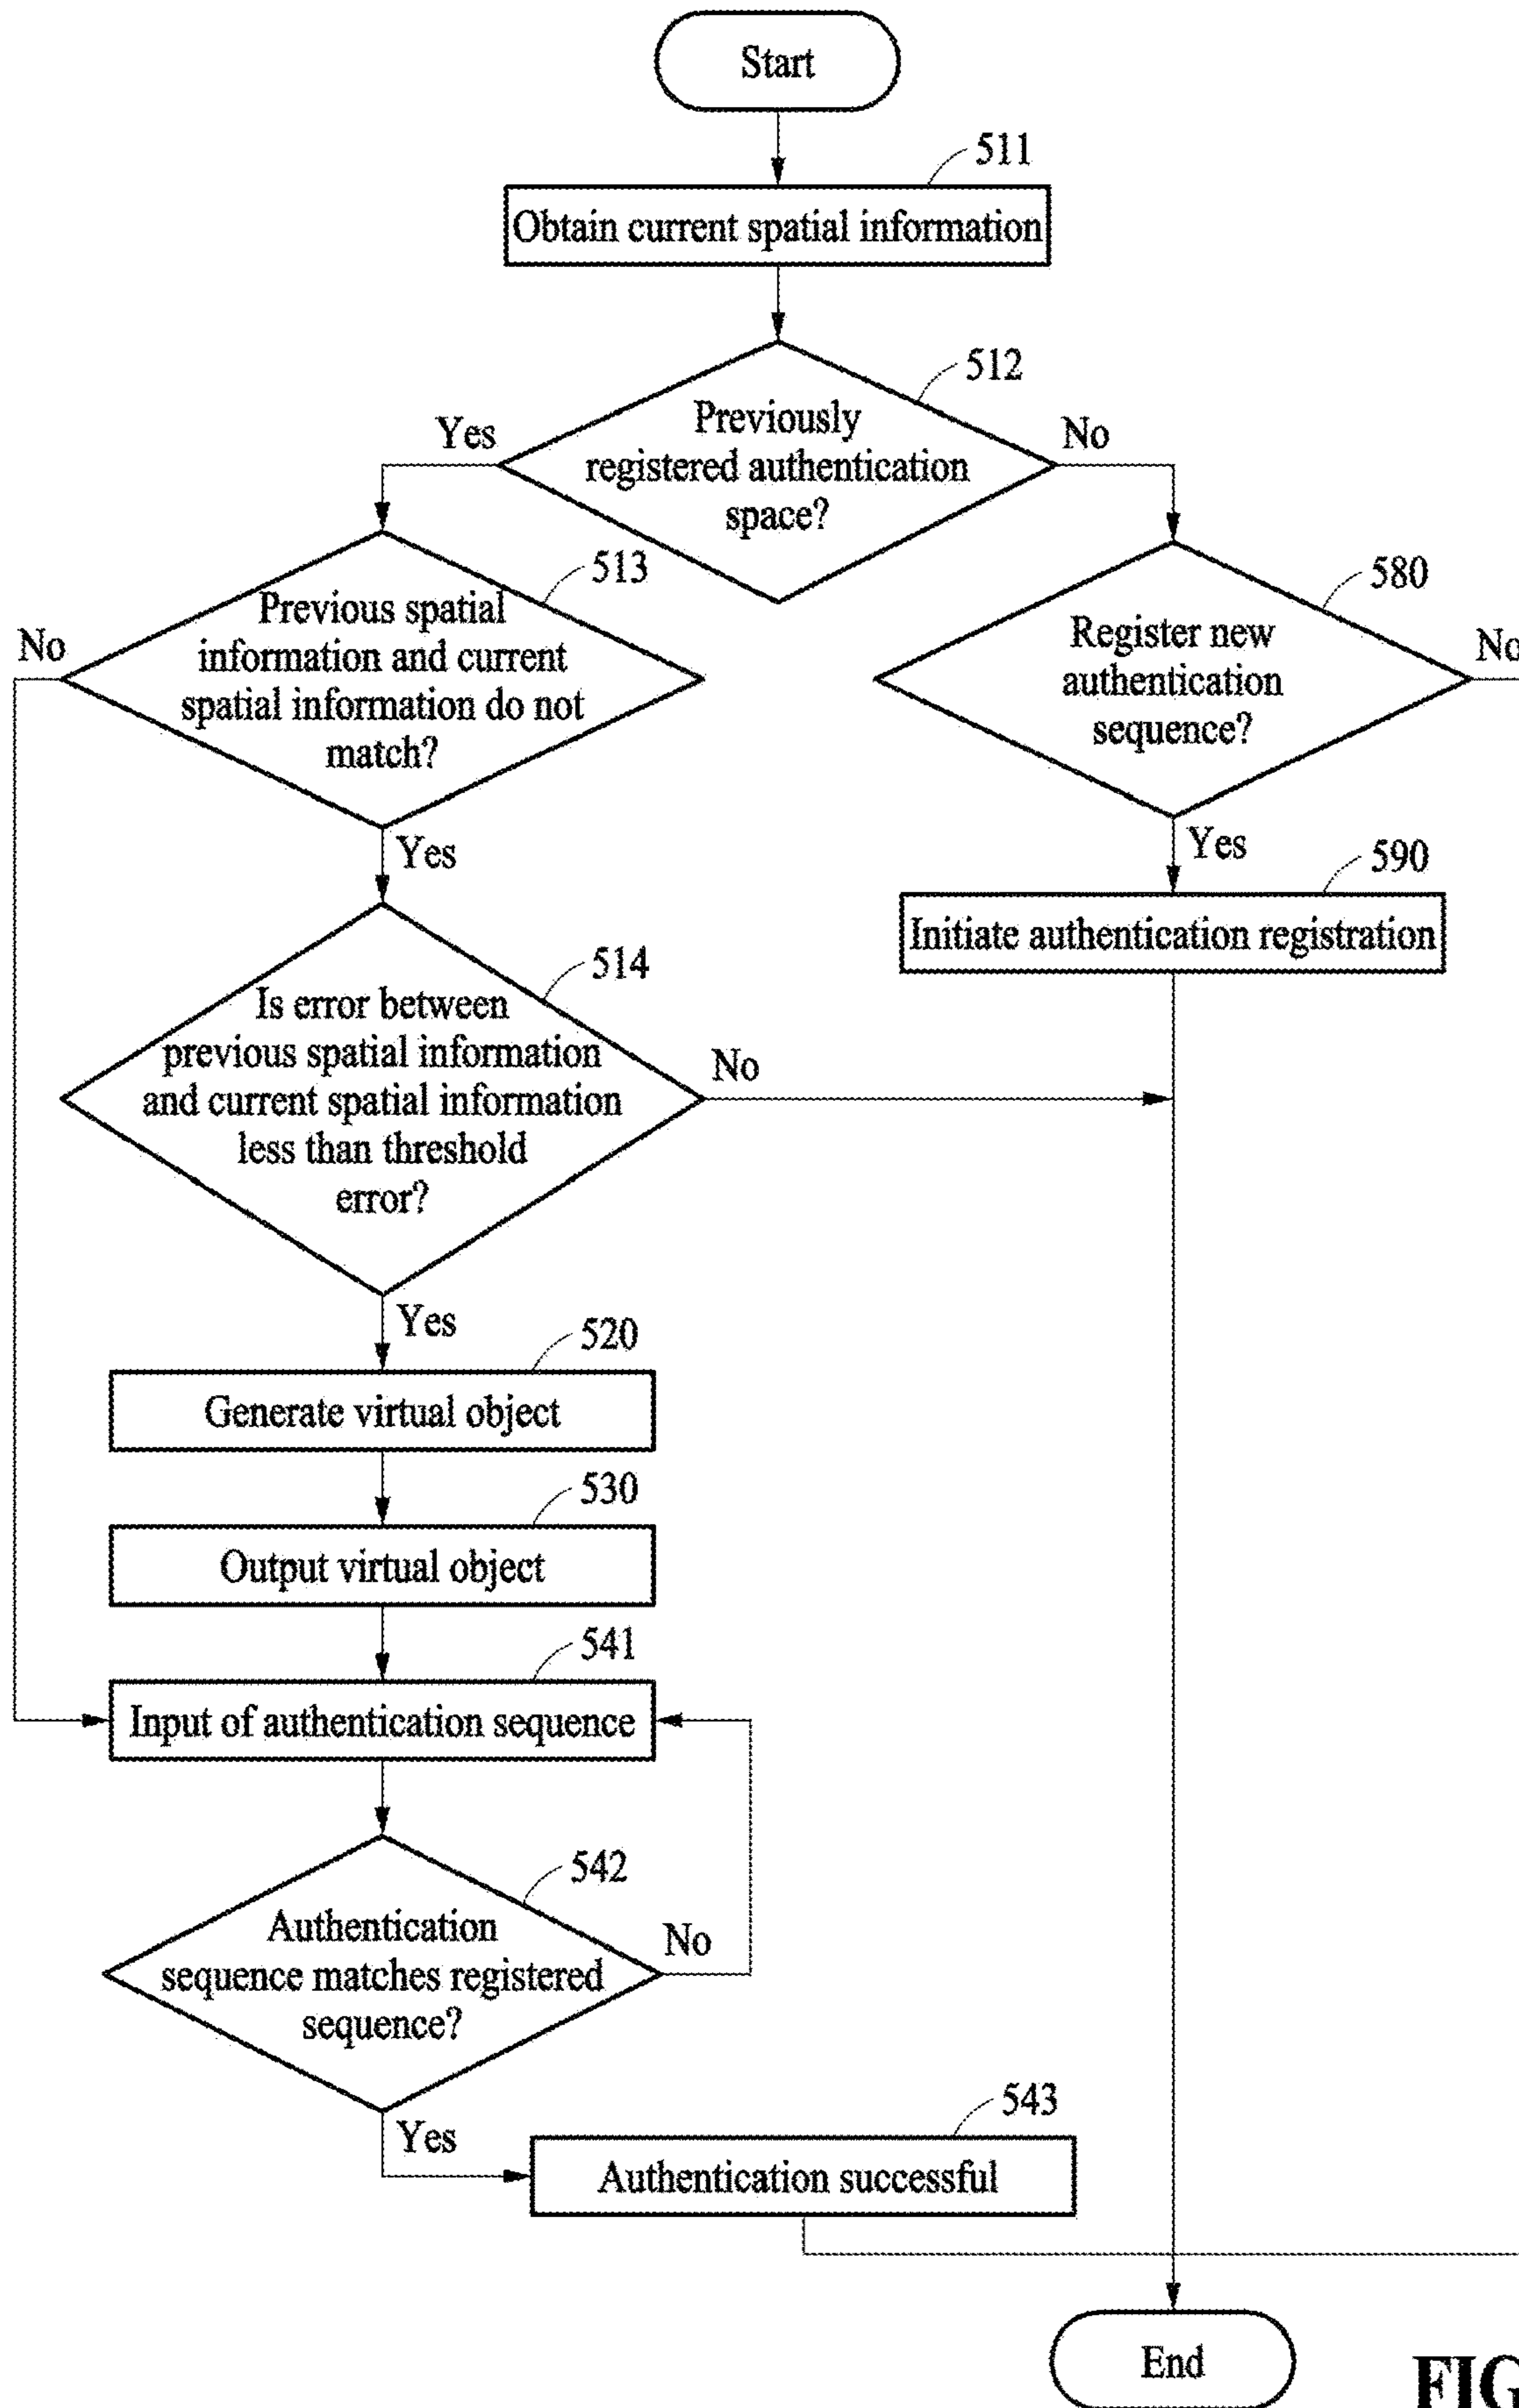 Start
511
Obtain current spatial information
512
Previously
registered authentication
space?
Yes
No
513
Previous spatial
information and current
spatial information do not
match?
No
Yes
580
Register new
authentication
sequence?
No
Yes
590
Initiate authentication registration
514
Is error between
previous spatial information
and current spatial information
less than threshold
error?
No
Yes
520
Generate virtual object
530
Output virtual object
541
Input of authentication sequence
542
Authentication
sequence matches registered
sequence?
No
Yes
543
Authentication successful
End
FIG